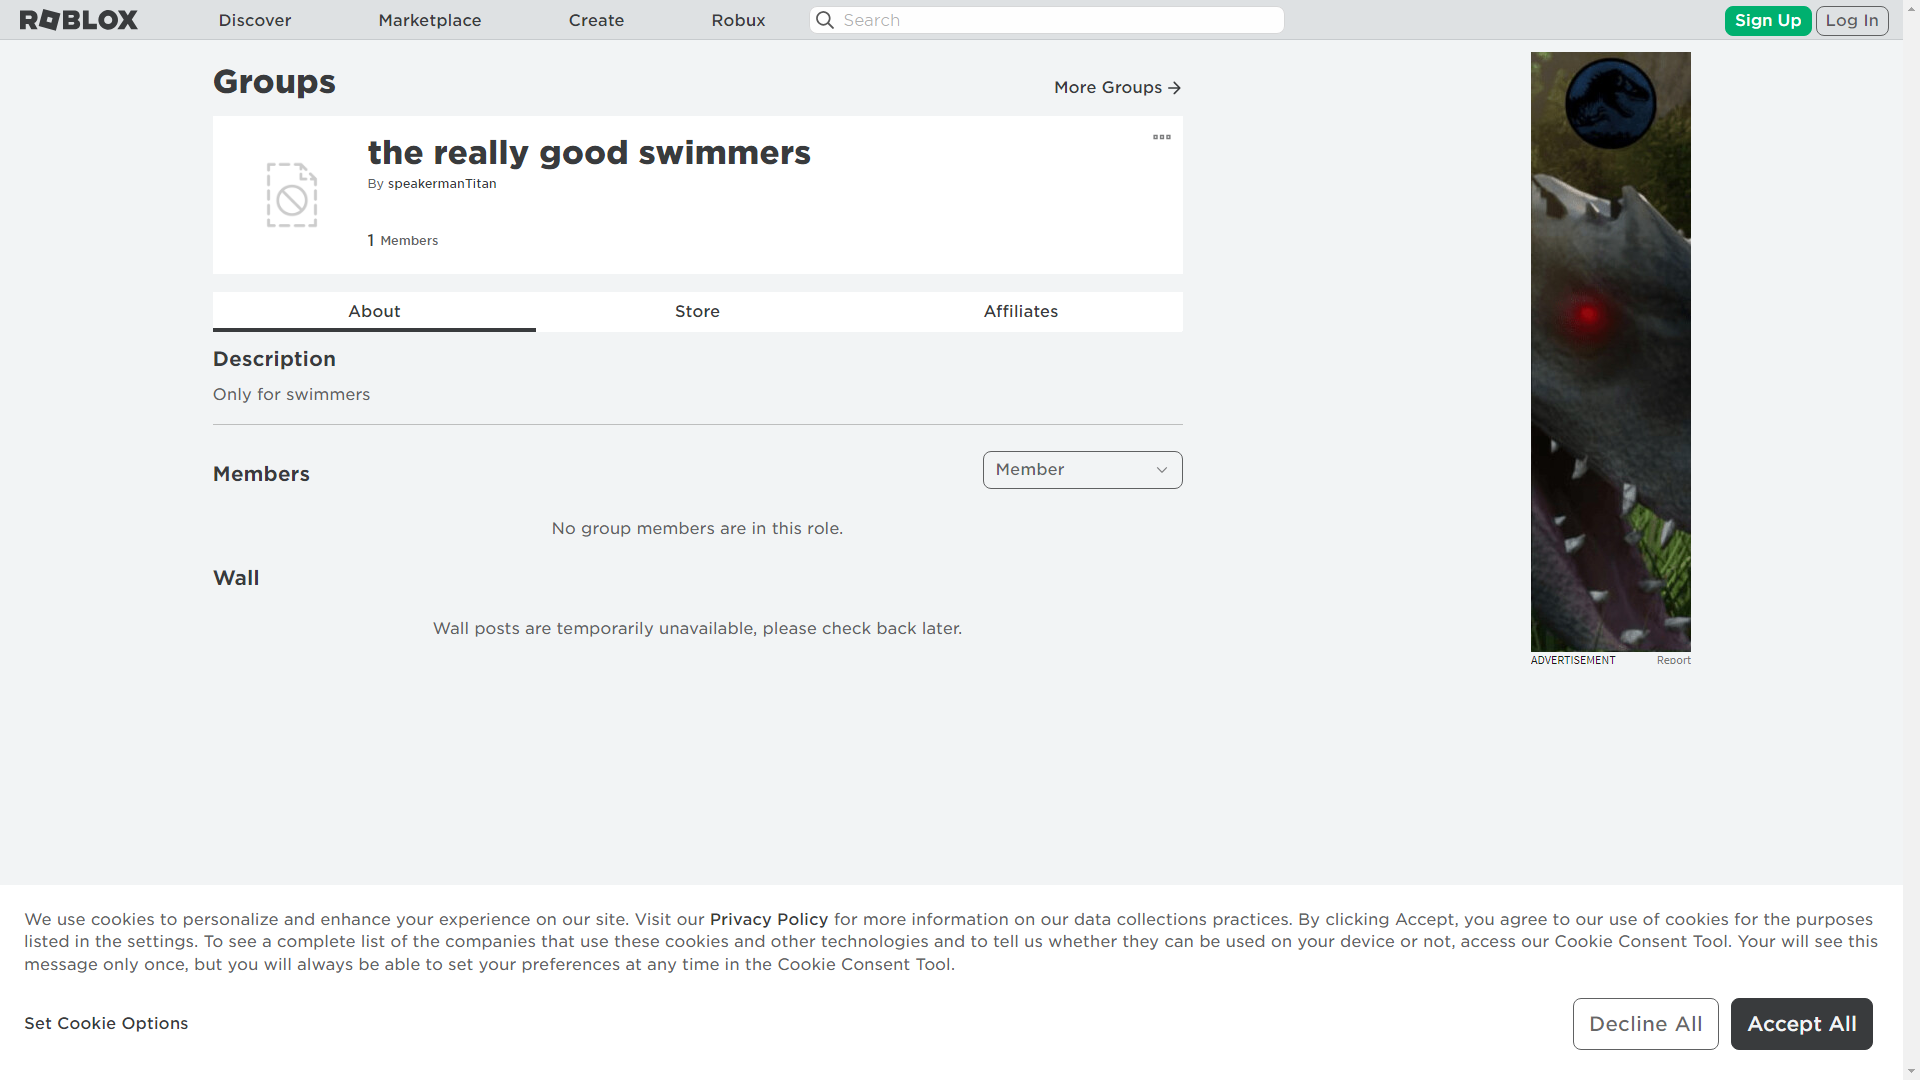 ROBLOX
Discover
Marketplace
Create
Robux
Search
Sign Up
Log In
Groups
More Groups
the really good swimmers
By speakermanTitan
1 Members
About
Store
Affiliates
Description
Only for swimmers
Members
Member
No group members are in this role.
Wall
Wall posts are temporarily unavailable, please check back later.
ADVERTISEMENT
Report
We use cookies to personalize and enhance your experience on our site. Visit our Privacy Policy for more information on our data collections practices. By clicking Accept, you agree to our use of cookies for the purposes
listed in the settings. To see a complete list of the companies that use these cookies and other technologies and to tell us whether they can be used on your device or not, access our Cookie Consent Tool. Your will see this
message only once, but you will always be able to set your preferences at any time in the Cookie Consent Tool.
Set Cookie Options
Decline All
Accept All